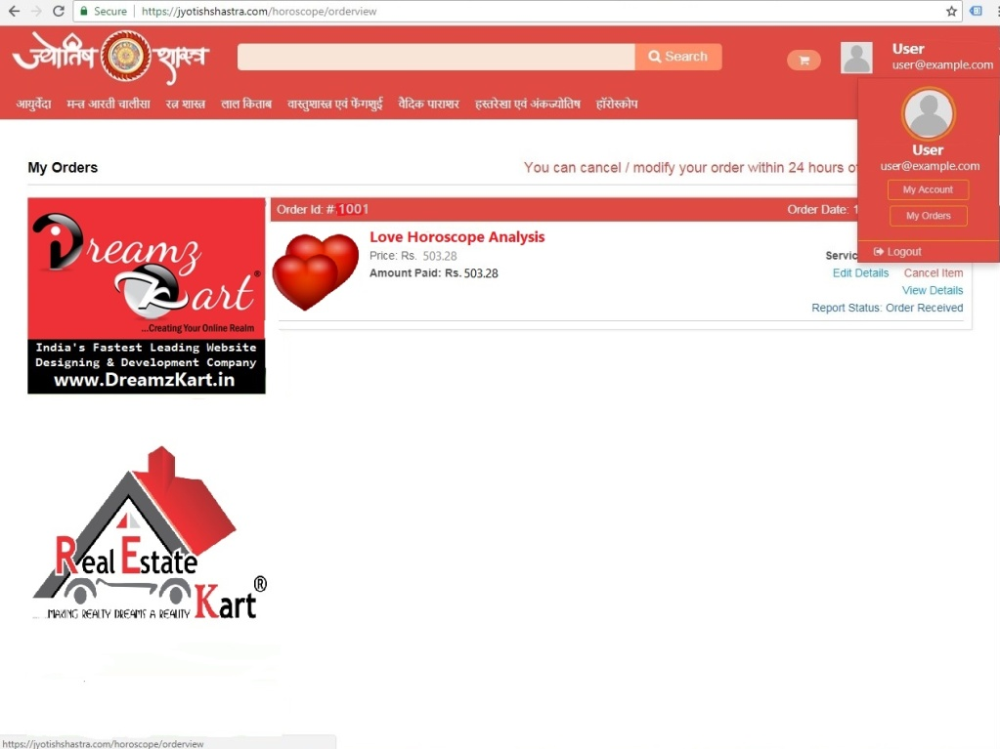 Secure https://jyotishshastra.com/horoscope/orderview
ज्योतिष शास्त्र
Search
User
user@example.com
आयुर्वेदा मन्त्र आरती चालीसा रत्न शास्त्र लाल किताब वास्तुशास्त्र एवं फेंगशुई वैदिक पाराशर हस्तरेखा एवं अंकज्योतिष हॉरोस्कोप
User
user@example.com
My Account
My Orders
Logout
My Orders
You can cancel / modify your order within 24 hours
Dreamz
Kart®
...Creating Your Online Realm
India's Fastest Leading Website
Designing & Development Company
www.DreamzKart.in
Order Id: # 1001 Order Date: 1
Love Horoscope Analysis
Price: Rs. 503.28
Amount Paid: Rs. 503.28
Servic
Edit Details Cancel Item
View Details
Report Status: Order Received
Real Estate
Kart®
...MAKING REALTY DREAMS A REALITY
https://jyotishshastra.com/horoscope/orderview